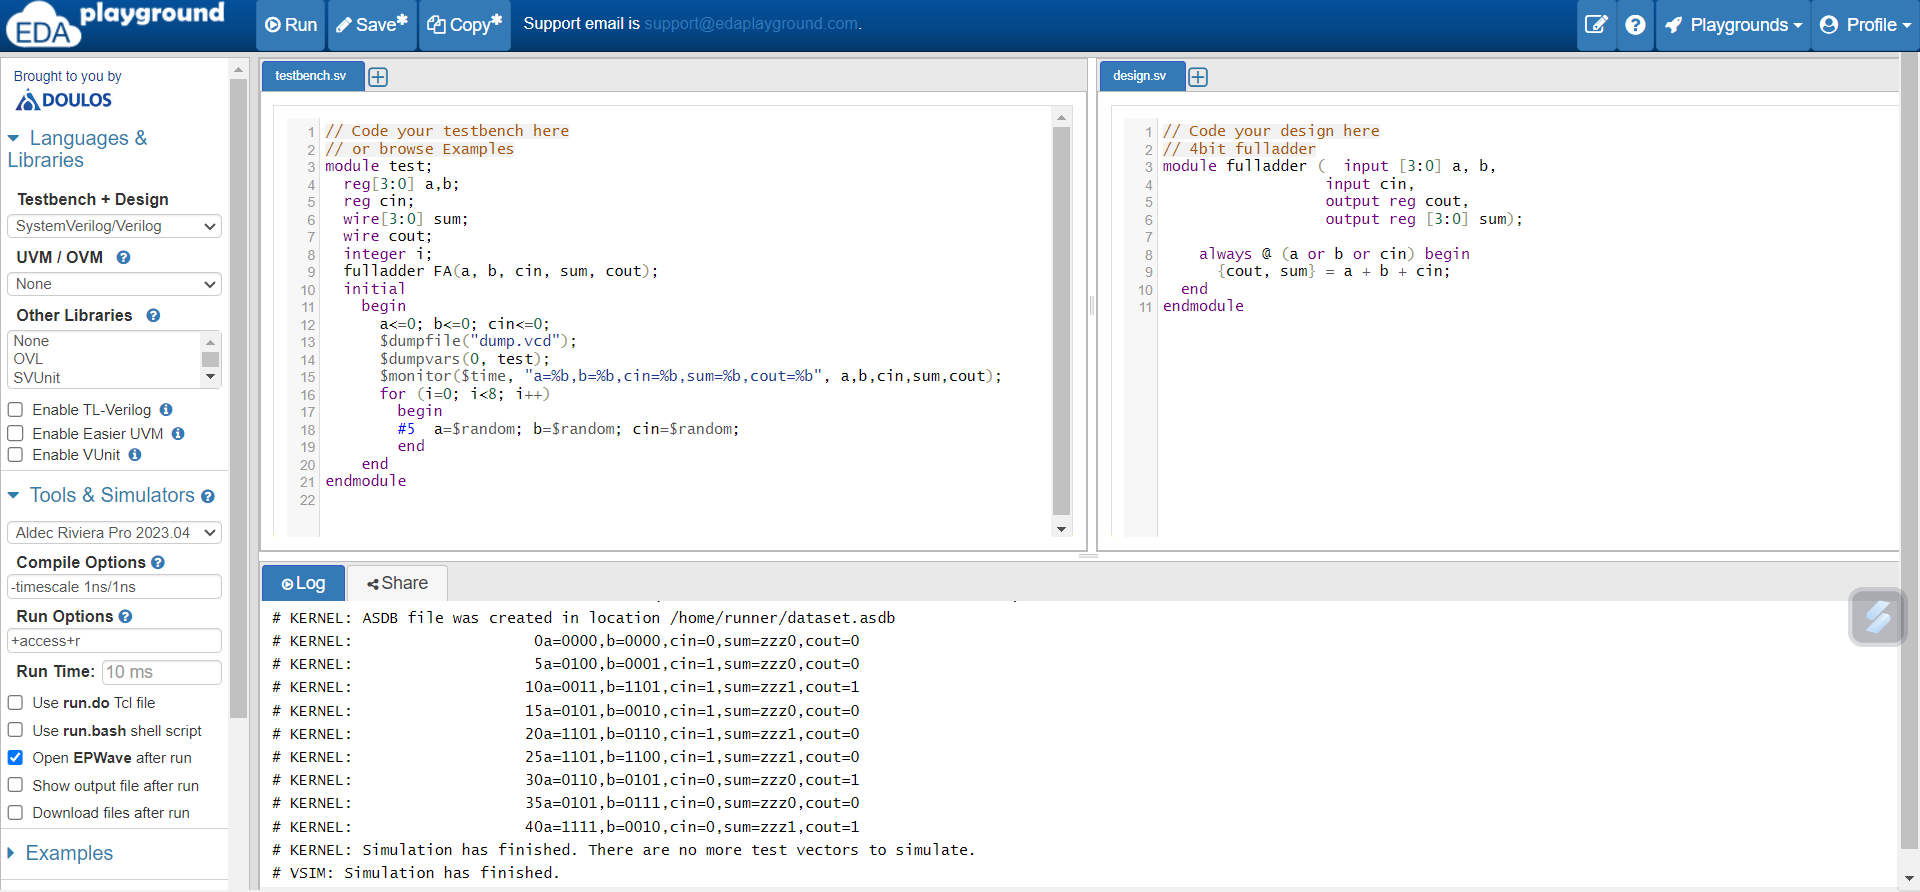 EDA playground
Run
Save*
Copy*
Support email is support@edaplayground.com.
Playgrounds
Profile
Brought to you by
DOULOS
Languages &
Libraries
Testbench + Design
SystemVerilog/Verilog
UVM / OVM
None
Other Libraries
None
OVL
SVUnit
Enable TL-Verilog
Enable Easier UVM
Enable VUnit
Tools & Simulators
Aldec Riviera Pro 2023.04
Compile Options
-timescale 1ns/1ns
Run Options
+access+r
Run Time: 10 ms
Use run.do Tcl file
Use run.bash shell script
Open EPWave after run
Show output file after run
Download files after run
Examples
testbench.sv
1 // Code your testbench here
2 // or browse Examples
3 module test;
4   reg[3:0] a,b;
5   reg cin;
6   wire[3:0] sum;
7   wire cout;
8   integer i;
9   fulladder FA(a, b, cin, sum, cout);
10   initial
11     begin
12       a<=0; b<=0; cin<=0;
13       $dumpfile("dump.vcd");
14       $dumpvars(0, test);
15       $monitor($time, "a=%b,b=%b,cin=%b,sum=%b,cout=%b", a,b,cin,sum,cout);
16       for (i=0; i<8; i++)
17         begin
18         #5  a=$random; b=$random; cin=$random;
19         end
20     end
21 endmodule
22
design.sv
1 // Code your design here
2 // 4bit fulladder
3 module fulladder (  input [3:0] a, b,
4                   input cin,
5                   output reg cout,
6                   output reg [3:0] sum);
7
8     always @ (a or b or cin) begin
9       {cout, sum} = a + b + cin;
10   end
11 endmodule
Log
Share
# KERNEL: ASDB file was created in location /home/runner/dataset.asdb
# KERNEL:                    0a=0000,b=0000,cin=0,sum=zzz0,cout=0
# KERNEL:                    5a=0100,b=0001,cin=1,sum=zzz0,cout=0
# KERNEL:                   10a=0011,b=1101,cin=1,sum=zzz1,cout=1
# KERNEL:                   15a=0101,b=0010,cin=1,sum=zzz0,cout=0
# KERNEL:                   20a=1101,b=0110,cin=1,sum=zzz1,cout=0
# KERNEL:                   25a=1101,b=1100,cin=1,sum=zzz1,cout=0
# KERNEL:                   30a=0110,b=0101,cin=0,sum=zzz0,cout=1
# KERNEL:                   35a=0101,b=0111,cin=0,sum=zzz0,cout=0
# KERNEL:                   40a=1111,b=0010,cin=0,sum=zzz1,cout=1
# KERNEL: Simulation has finished. There are no more test vectors to simulate.
# VSIM: Simulation has finished.